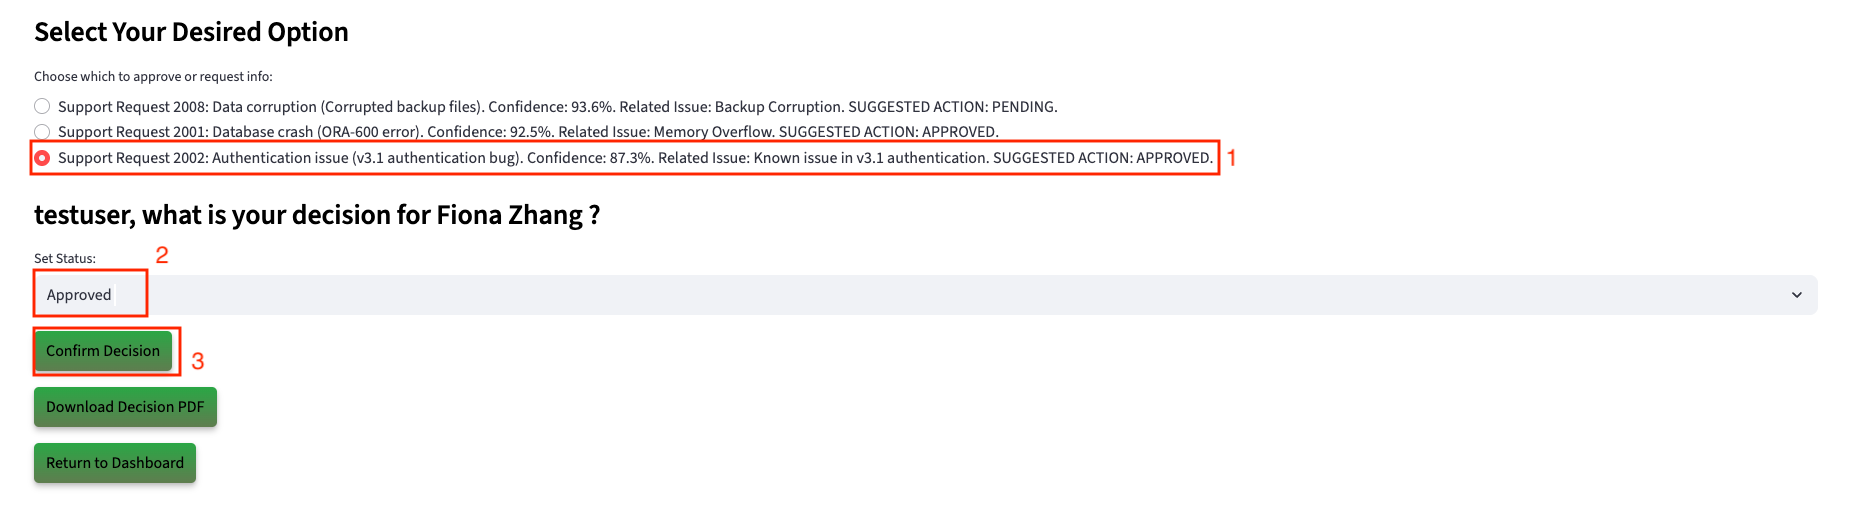 Select Your Desired Option
Choose which to approve or request info:
Support Request 2008: Data corruption (Corrupted backup files). Confidence: 93.6%. Related Issue: Backup Corruption. SUGGESTED ACTION: PENDING.
Support Request 2001: Database crash (ORA-600 error). Confidence: 92.5%. Related Issue: Memory Overflow. SUGGESTED ACTION: APPROVED.
Support Request 2002: Authentication issue (v3.1 authentication bug). Confidence: 87.3%. Related Issue: Known issue in v3.1 authentication. SUGGESTED ACTION: APPROVED. 1
testuser, what is your decision for Fiona Zhang ?
Set Status: 2
Approved
Confirm Decision 3
Download Decision PDF
Return to Dashboard